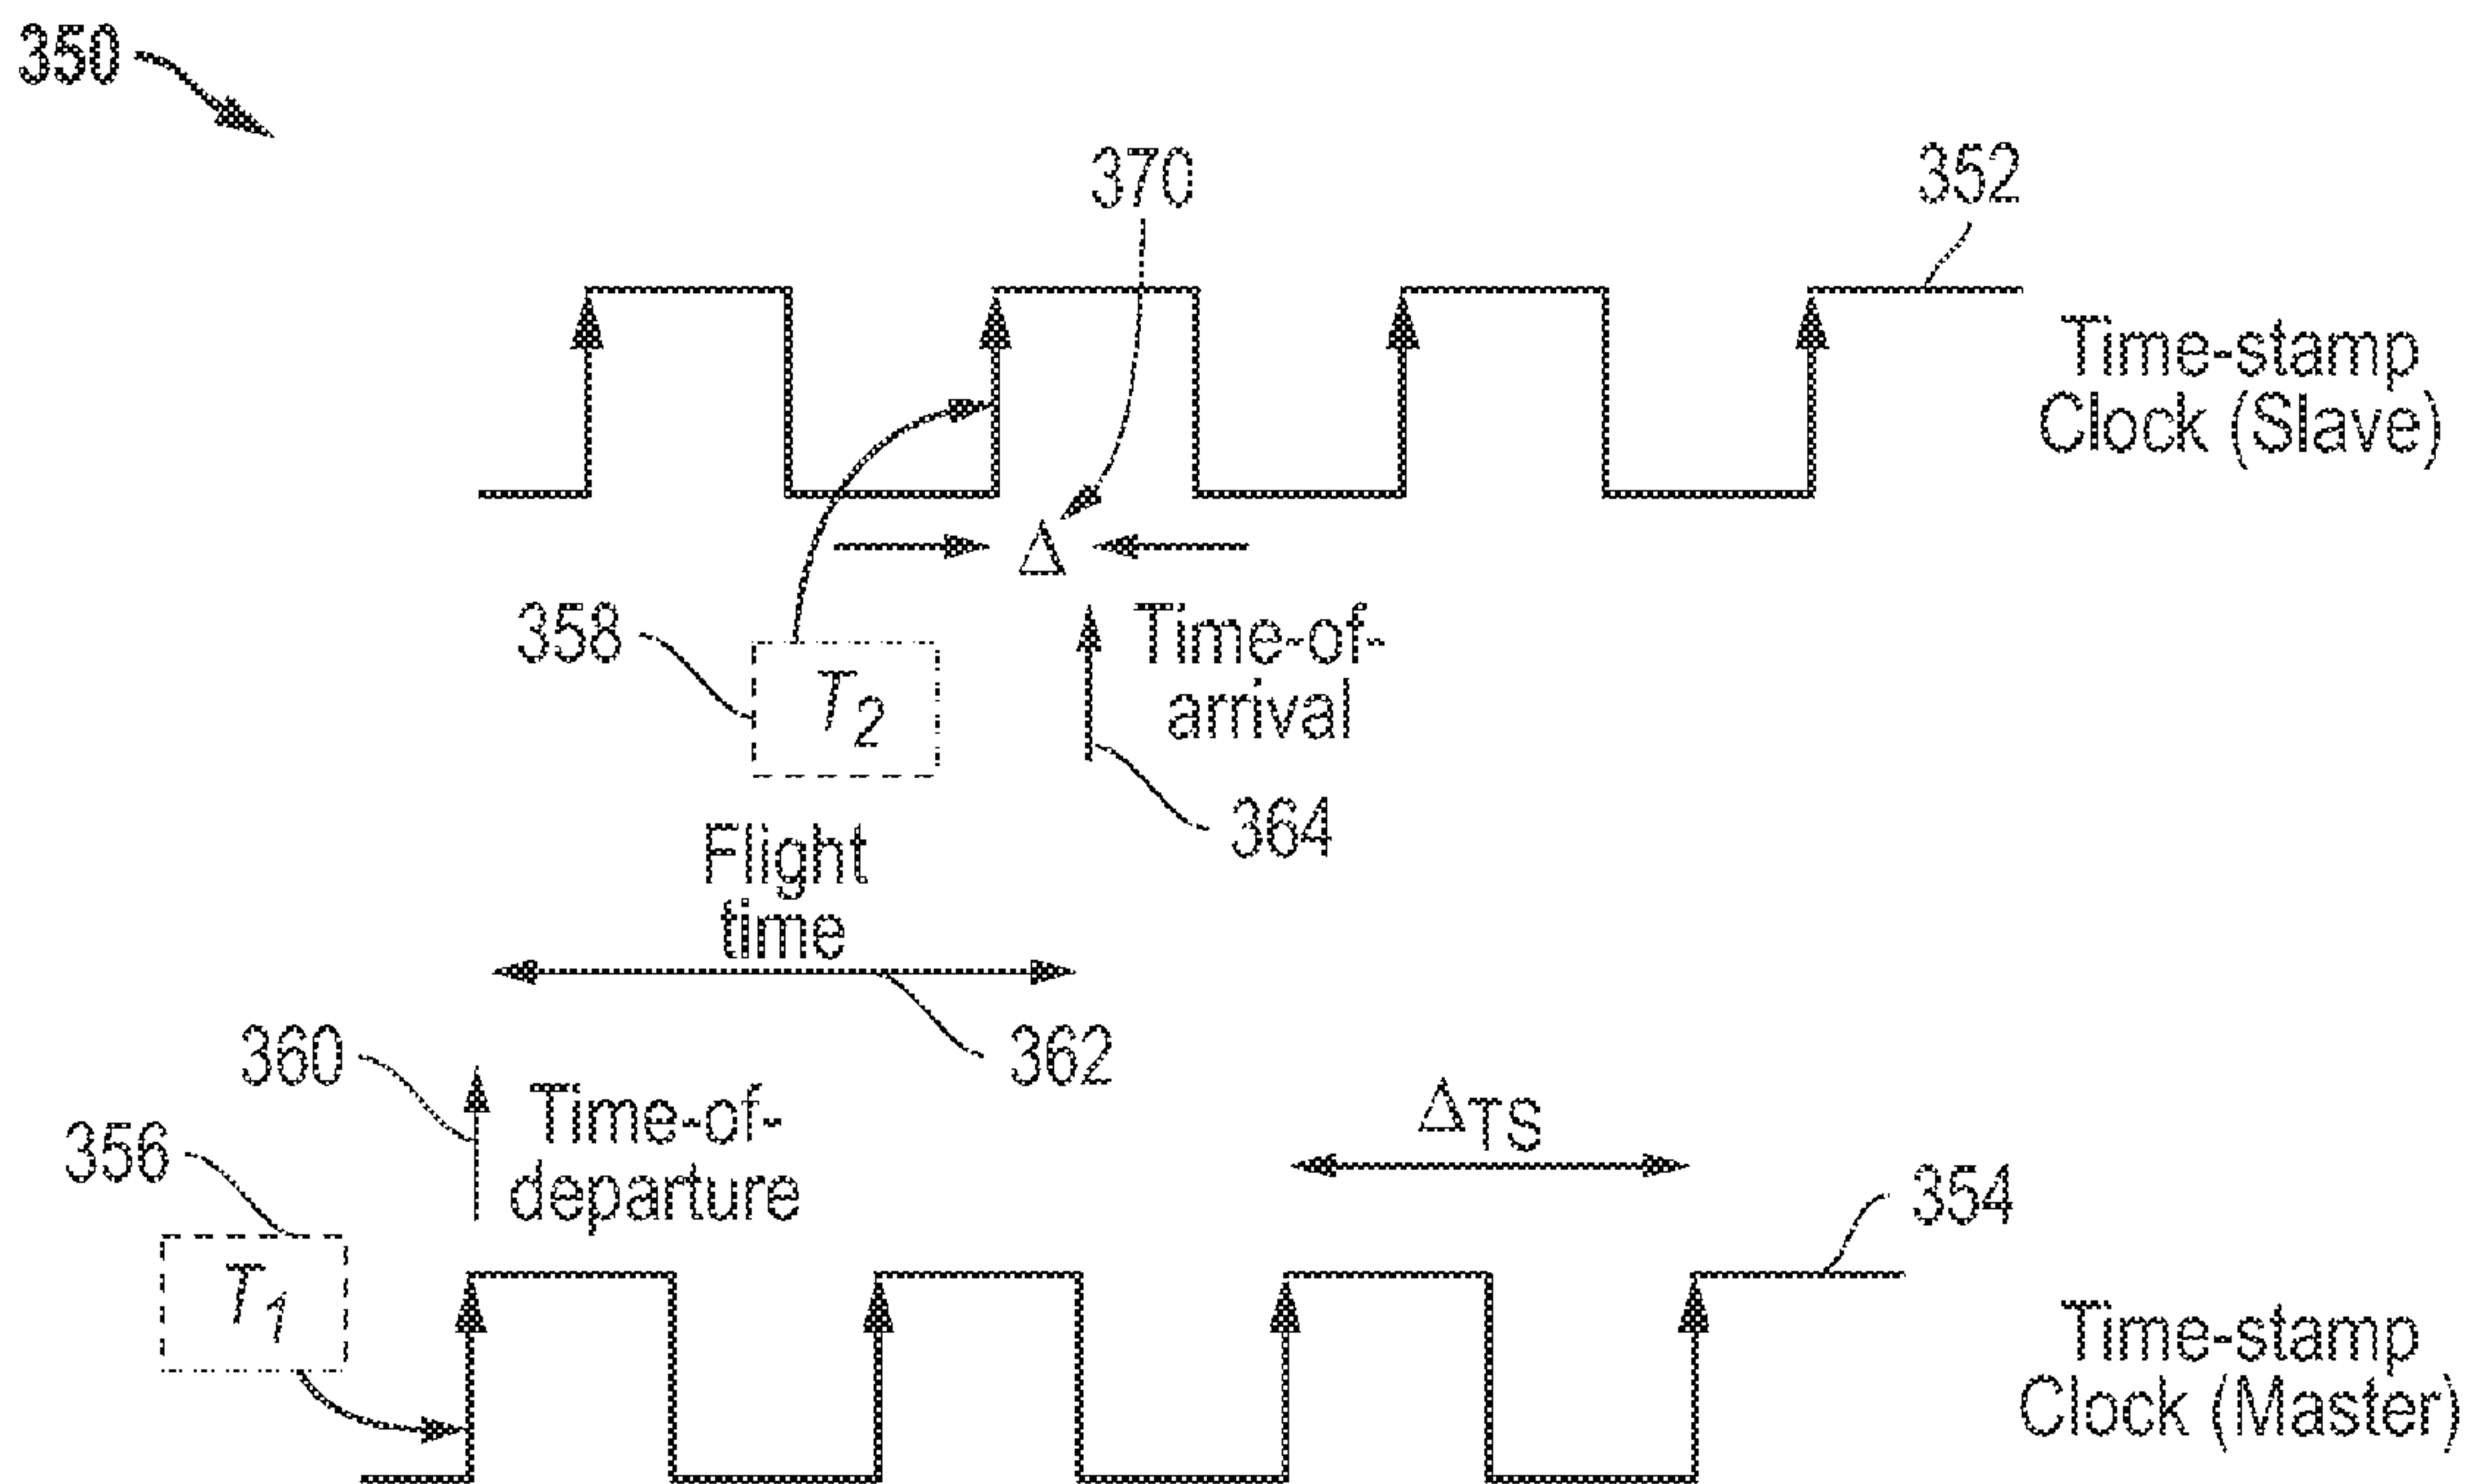 350
370
352
Time-stamp
Clock (Slave)
Δ
358
T2
Time-of-
arrival
364
Flight
time
360
362
Time-of-
departure
ΔTS
356
354
T1
Time-stamp
Clock (Master)